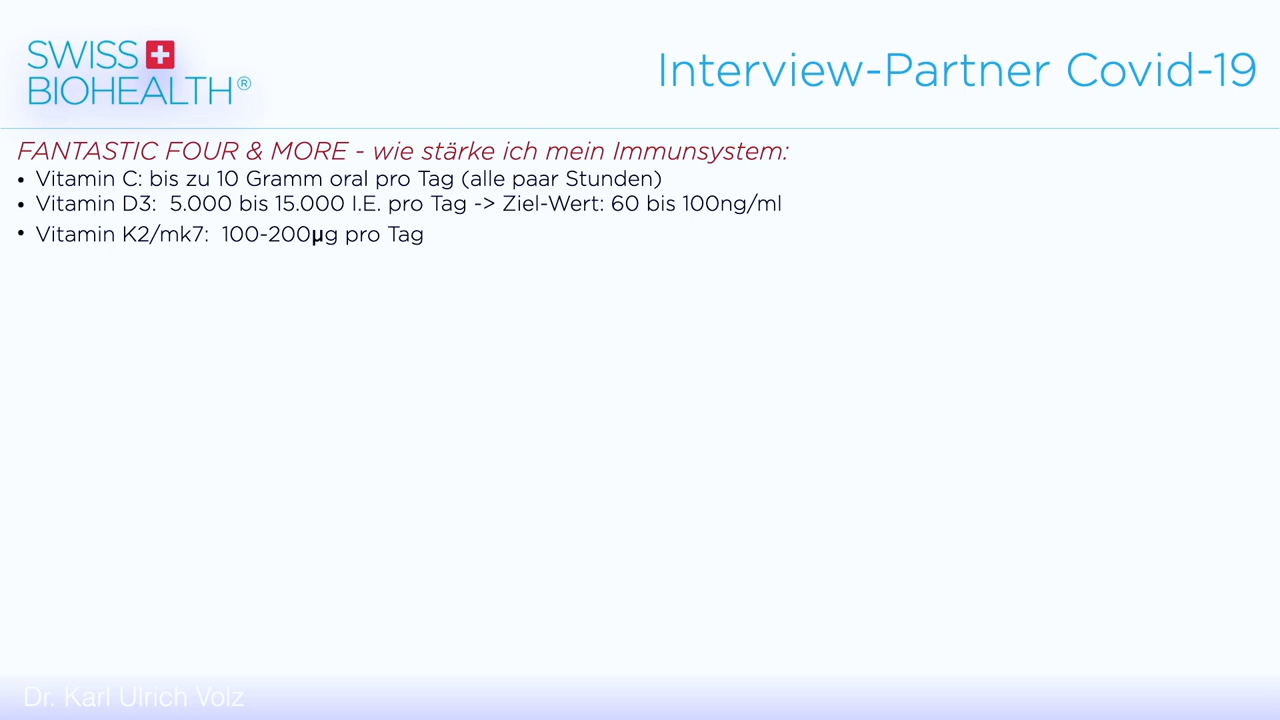 SWISS
BIOHEALTH®
Interview-Partner Covid-19
FANTASTIC FOUR & MORE - wie stärke ich mein Immunsystem:
• Vitamin C: bis zu 10 Gramm oral pro Tag (alle paar Stunden)
• Vitamin D3: 5.000 bis 15.000 I.E. pro Tag -> Ziel-Wert: 60 bis 100ng/ml
• Vitamin K2/mk7: 100-200µg pro Tag
Dr. Karl Ulrich Volz